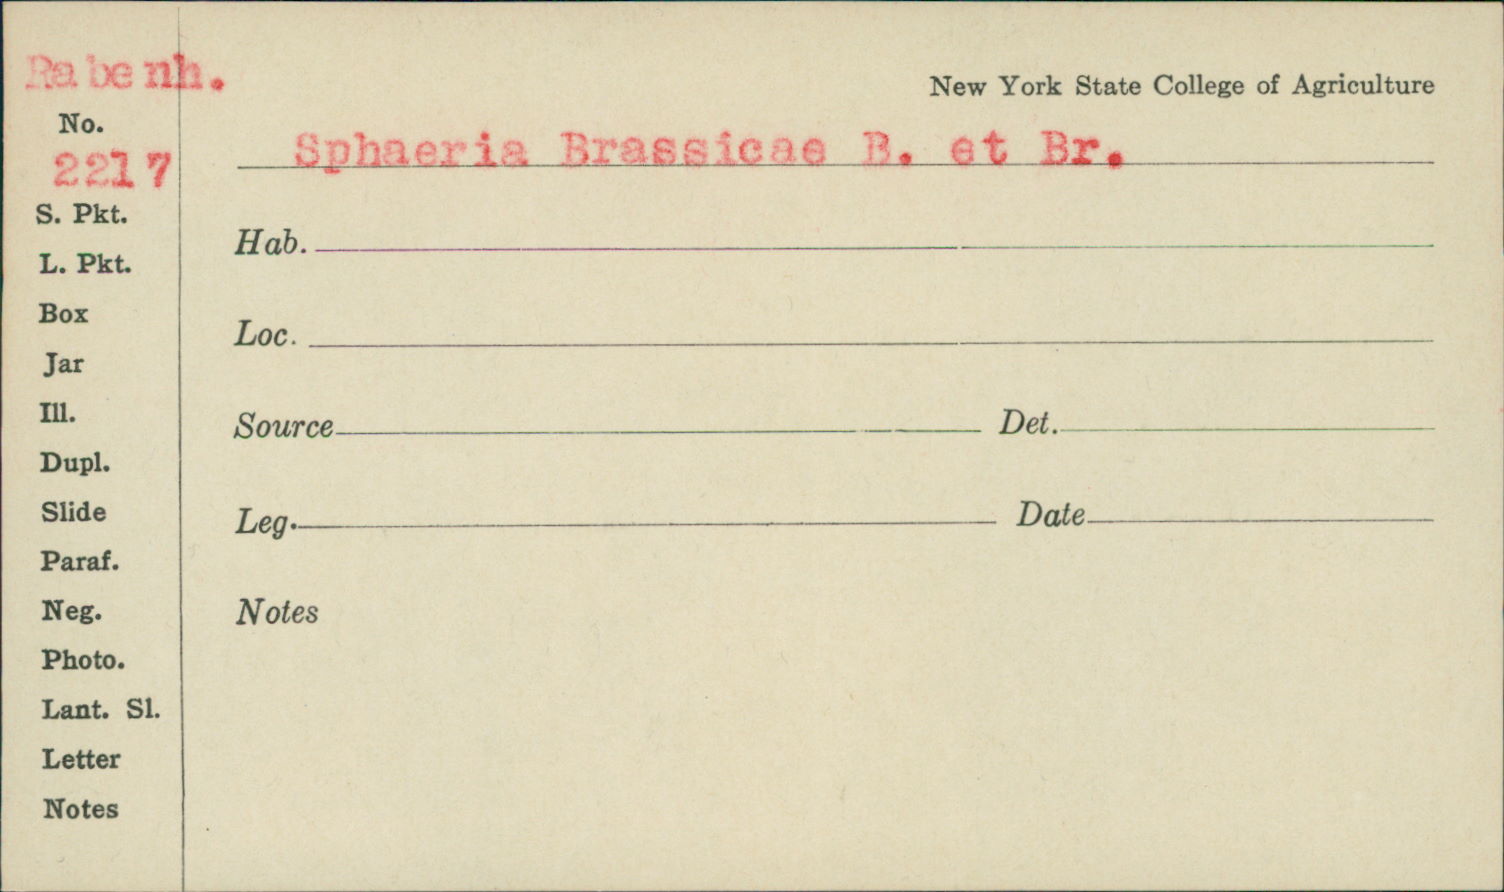 Rabenh.
No.
2217
S. Pkt.
L. Pkt.
Box
Jar
Ill.
Dupl.
Slide
Paraf.
Neg.
Photo.
Lant. Sl.
Letter
Notes
New York State College of Agriculture
Sphaeria Brassicae B. et Br.
Hab.
Loc.
Source Det.
Leg. Date
Notes